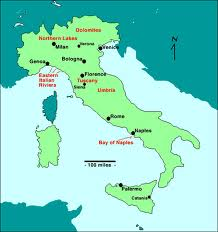 Dolomites
Northern Lakes
Milan
Verona
Venice
N
Genoa
Bologna
Eastern
Italian
Riviera
Florence
Tuscany
Siena
Umbria
Rome
Naples
Bay of Naples
- 100 miles -
Palermo
Catania